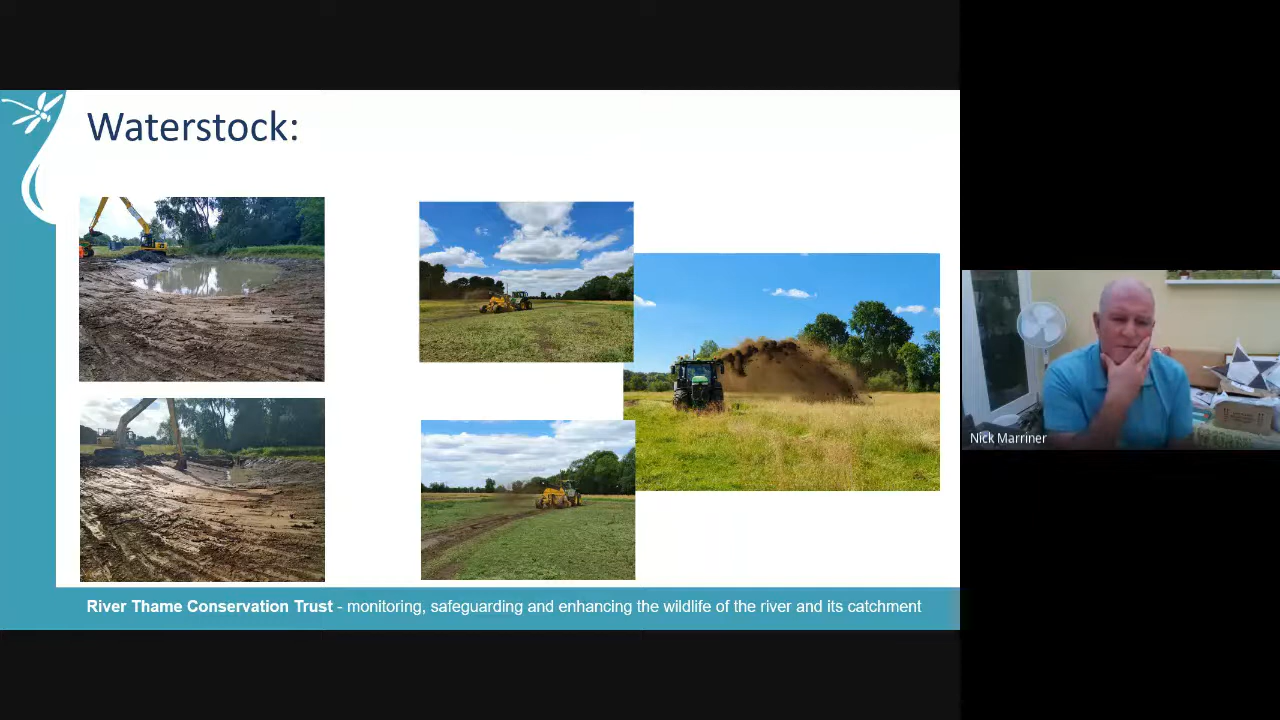 Waterstock:
River Thame Conservation Trust - monitoring, safeguarding and enhancing the wildlife of the river and its catchment
Nick Marriner